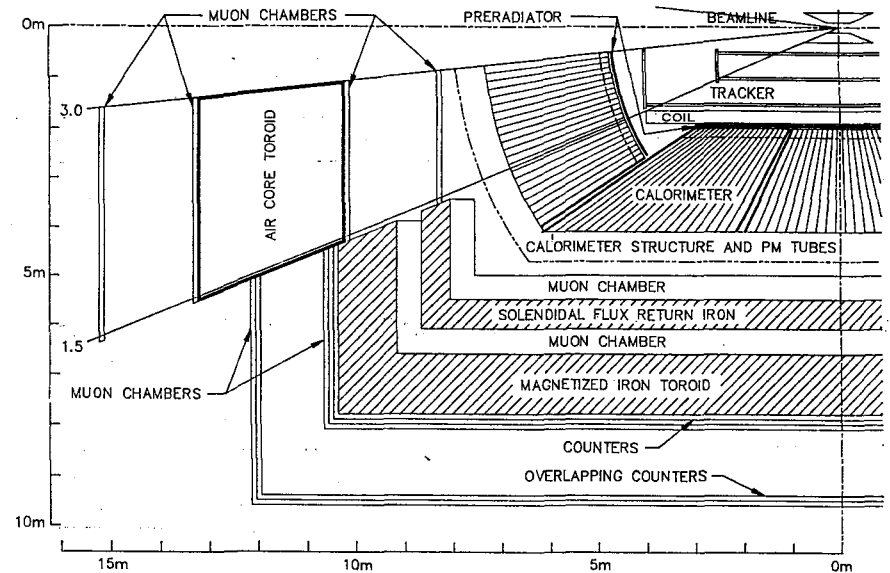 MUON CHAMBERS
PRERADIATOR
BEAMLINE
0m
3.0
TRACKER
COIL
AIR CORE TOROID
CALORIMETER
CALORIMETER STRUCTURE AND PM TUBES
5m
MUON CHAMBER
SOLENDIDAL FLUX RETURN IRON
1.5
MUON CHAMBER
MUON CHAMBERS
MAGNETIZED IRON TOROID
COUNTERS
OVERLAPPING COUNTERS
10m
15m
10m
5m
0m